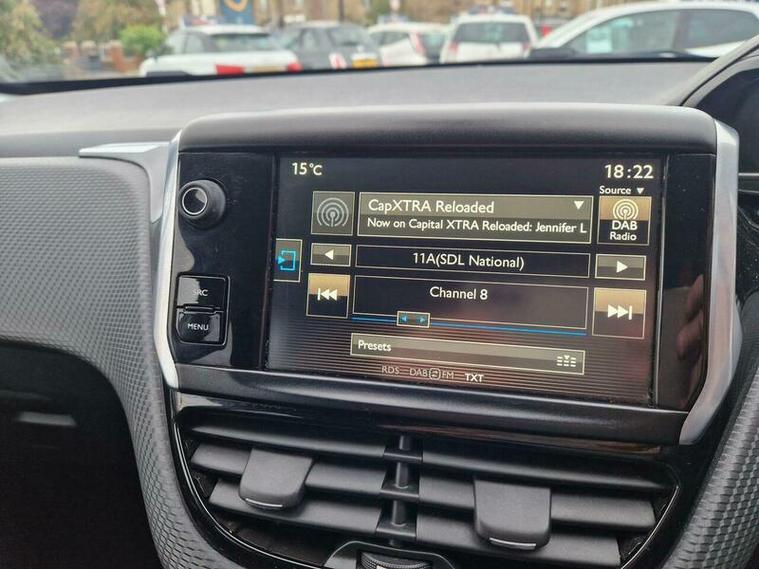 15°C
18:22
Source ▼
CapXTRA Reloaded ▼
Now on Capital XTRA Reloaded: Jennifer L
DAB
Radio
11A(SDL National)
SRC
Channel 8
MENU
Presets
RDS DAB FM TXT